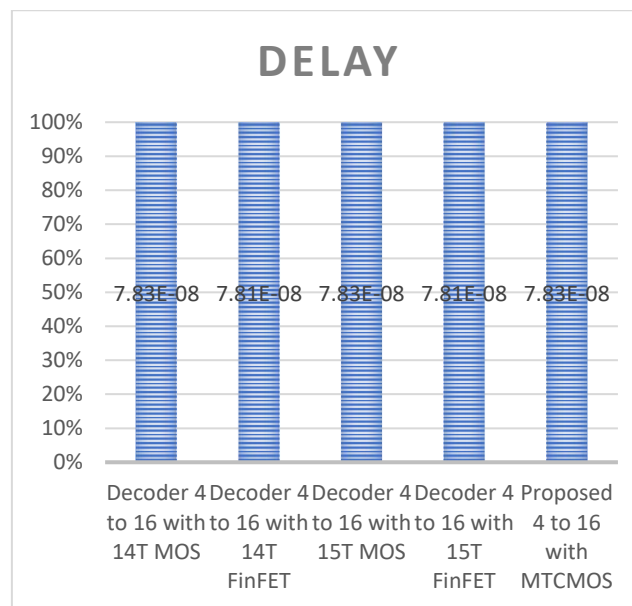 DELAY
100%
90%
80%
70%
60%
50%
40%
30%
20%
10%
0%
7.83E-08 7.81E-08 7.83E-08 7.81E-08 7.83E-08
Decoder 4
to 16 with
14T MOS
Decoder 4
to 16 with
14T
FinFET
Decoder 4
to 16 with
15T MOS
Decoder 4
to 16 with
15T
FinFET
Proposed
4 to 16
with
MTCMOS